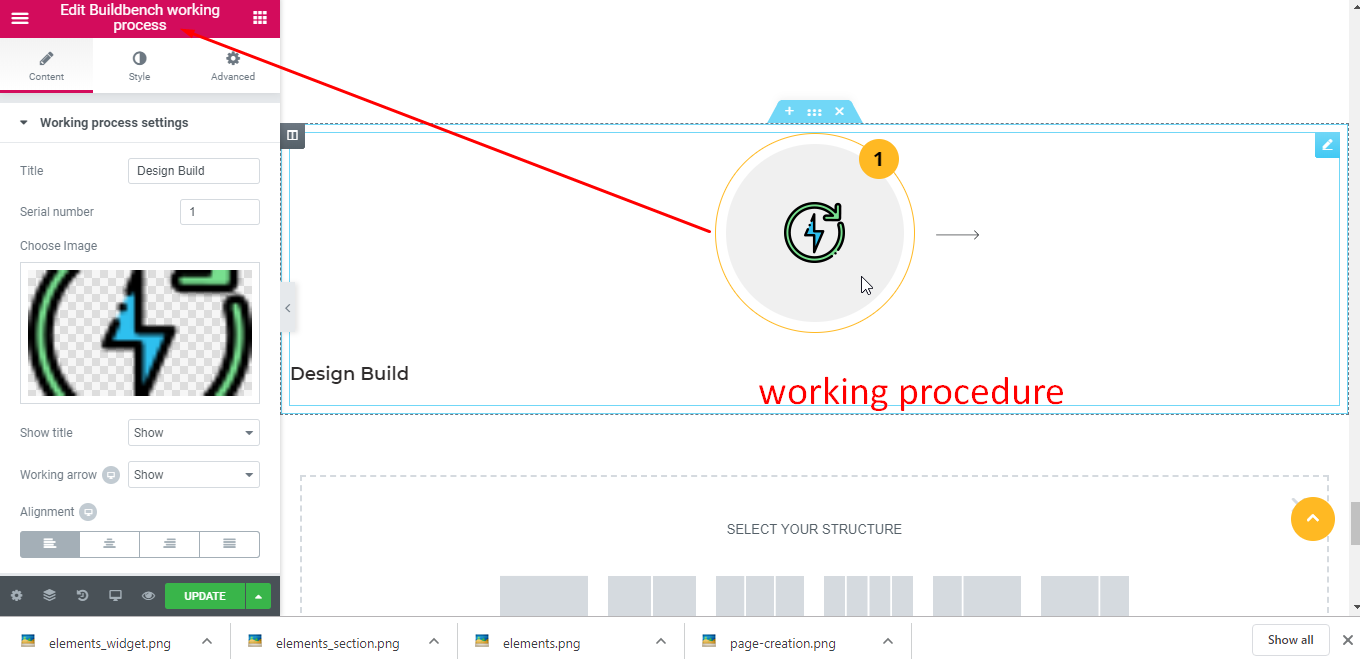 Edit Buildbench working
process
Content
Style
Advanced
Working process settings
Title
Design Build
Serial number
1
Choose Image
Show title
Show
Working arrow
Show
Alignment
UPDATE
1
Design Build
working procedure
SELECT YOUR STRUCTURE
elements_widget.png
elements_section.png
elements.png
page-creation.png
Show all